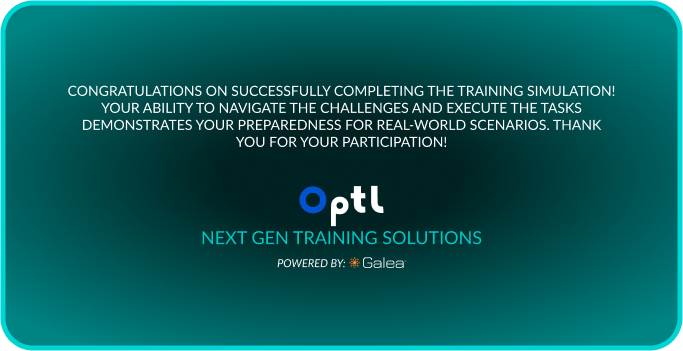 CONGRATULATIONS ON SUCCESSFULLY COMPLETING THE TRAINING SIMULATION!
YOUR ABILITY TO NAVIGATE THE CHALLENGES AND EXECUTE THE TASKS
DEMONSTRATES YOUR PREPAREDNESS FOR REAL-WORLD SCENARIOS. THANK
YOU FOR YOUR PARTICIPATION!
Optl
NEXT GEN TRAINING SOLUTIONS
POWERED BY: Galea